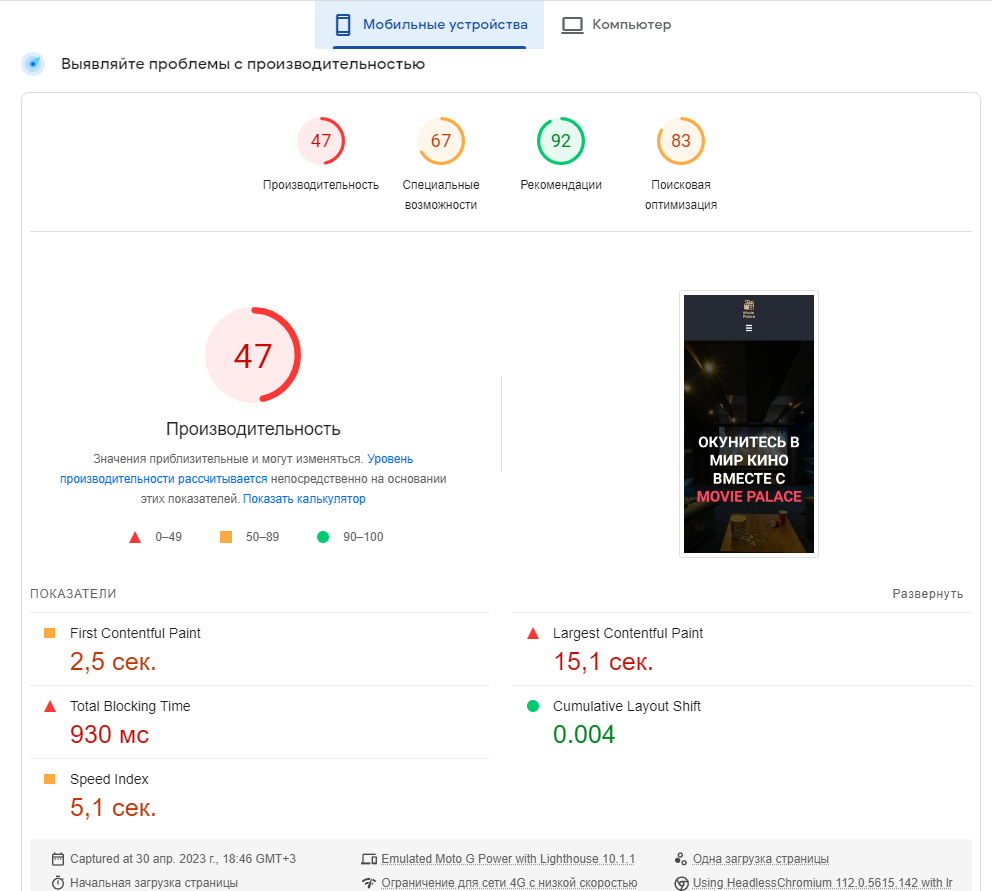 Мобильные устройства
Компьютер
Выявляйте проблемы с производительностью
47
67
92
83
Производительность
Специальные
возможности
Рекомендации
Поисковая
оптимизация
47
Производительность
Значения приблизительные и могут изменяться. Уровень
производительности рассчитывается непосредственно на основании
этих показателей. Показать калькулятор
0–49
50–89
90–100
Movie
Palace
ОКУНИТЕСЬ В
МИР КИНО
ВМЕСТЕ С
MOVIE PALACE
ПОКАЗАТЕЛИ
Развернуть
First Contentful Paint
2,5 сек.
Largest Contentful Paint
15,1 сек.
Total Blocking Time
930 мс
Cumulative Layout Shift
0.004
Speed Index
5,1 сек.
Captured at 30 апр. 2023 г., 18:46 GMT+3
Emulated Moto G Power with Lighthouse 10.1.1
Одна загрузка страницы
Начальная загрузка страницы
Ограничение для сети 4G с низкой скоростью
Using HeadlessChromium 112.0.5615.142 with lr